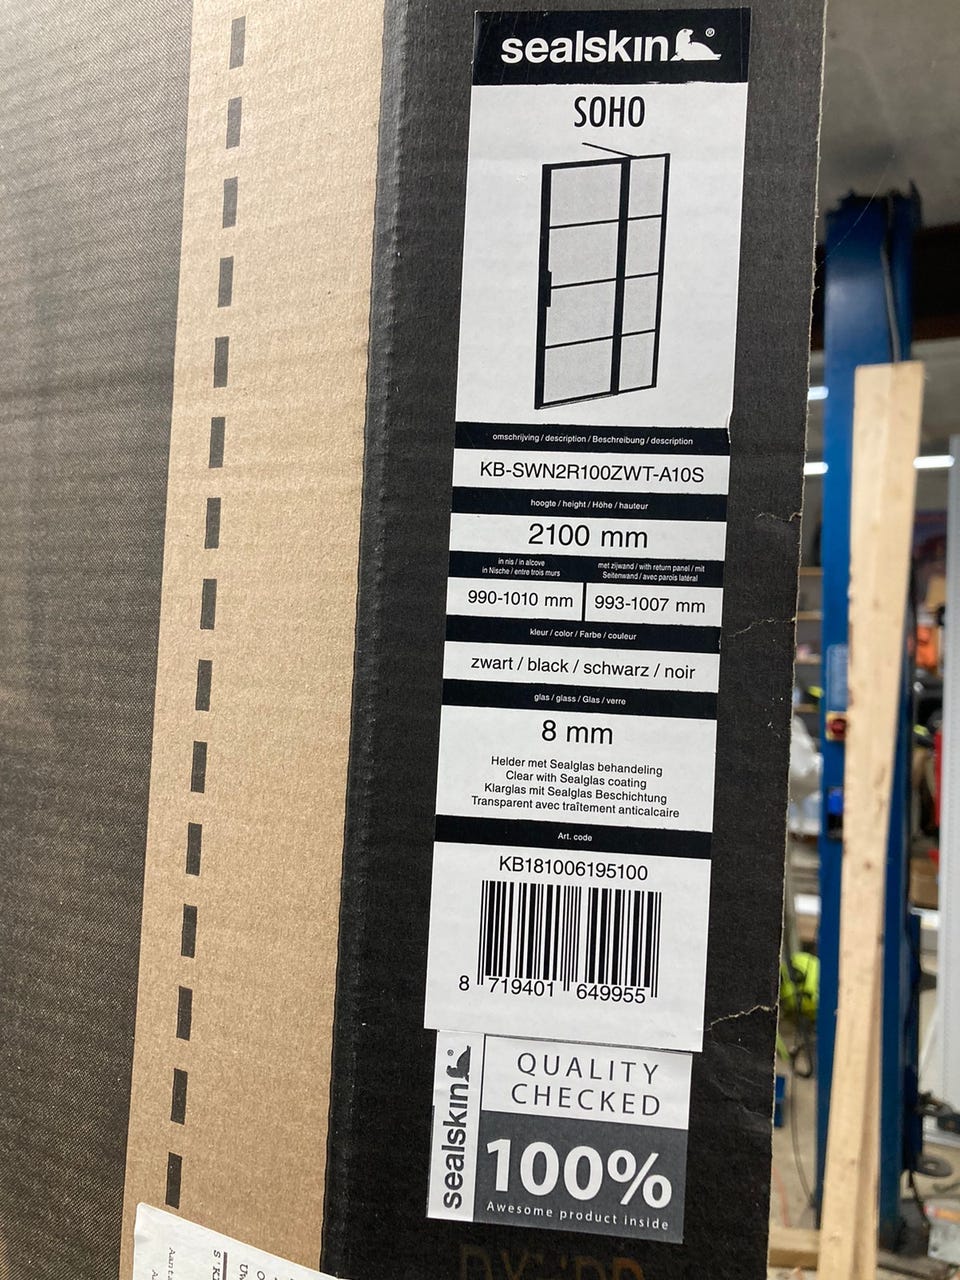 sealskin®
SOHO
omschrijving / description / Beschreibung / description
KB-SWN2R100ZWT-A10S
hoogte / height / Höhe / hauteur
2100 mm
in nis / in alcove
in Nische / entre trois murs
met zijwand / with return panel / mit
Seitenwand / avec parois latéral
990-1010 mm
993-1007 mm
kleur / color / Farbe / couleur
zwart / black / schwarz / noir
glas / glass / Glas / verre
8 mm
Helder met Sealglas behandeling
Clear with Sealglas coating
Klarglas mit Sealglas Beschichtung
Transparent avec traîtement anticalcaire
Art. code
KB181006195100
8 719401 649955
sealskin®
QUALITY
CHECKED
100%
Awesome product inside